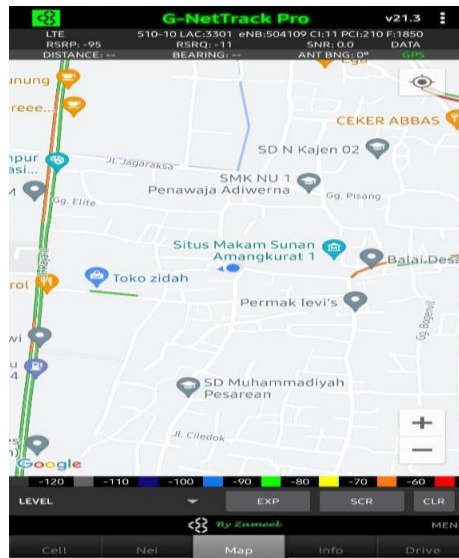 G-NetTrack Pro
v21.3
LTE 510-10 LAC:3301 eNB:504109 CI:11 PCI:210 F:1850
RSRP: -95 RSRQ: -11 SNR: 0.0 DATA
DISTANCE: -- BEARING: -- ANT BNG: 0° GPS
nung
reee...
CEKER ABBAS
SD N Kajen 02
mpur
asi...
Jl. Jagaraksa
SMK NU 1
Penawaja Adiwerna
Gg. Pisang
M
Gg. Elite
Situs Makam Sunan
Amangkurat 1
Balai Desa
Toko zidah
rol
Permak levi's
Gg. Bogenvil
wi
u
4
SD Muhammadiyah
Pesarean
Jl. Ciledok
+
−
Google
-120 -110 -100 -90 -80 -70 -60
LEVEL EXP SCR CLR
By Zameel
MEN
Cell Nei Map Info Drive